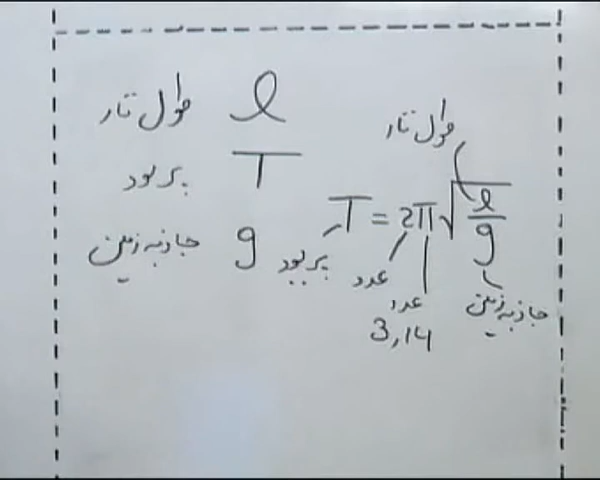 طول تار l
پریود T
جاذبه زمین g
طول تار
T = 2π√(l/g)
پریود
عدد
عدد
3,14
جاذبه زمین